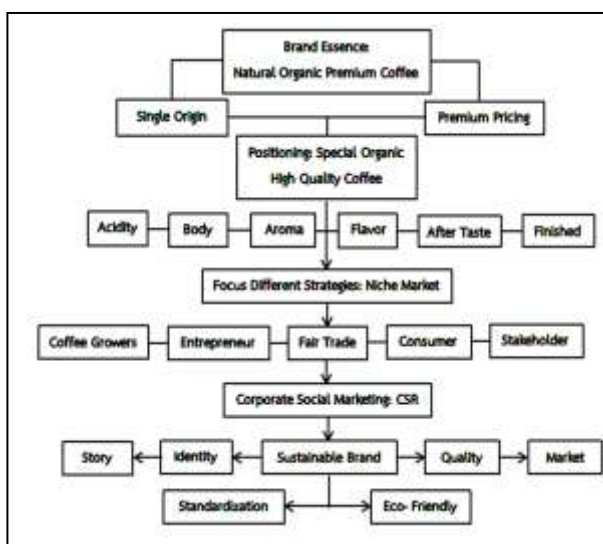 Brand Essence:
Natural Organic Premium Coffee
Single Origin
Premium Pricing
Positioning: Special Organic
High Quality Coffee
Acidity
Body
Aroma
Flavor
After Taste
Finished
Focus Different Strategies: Niche Market
Coffee Growers
Entrepreneur
Fair Trade
Consumer
Stakeholder
Corporate Social Marketing: CSR
Story
Identity
Sustainable Brand
Quality
Market
Standardization
Eco- Friendly